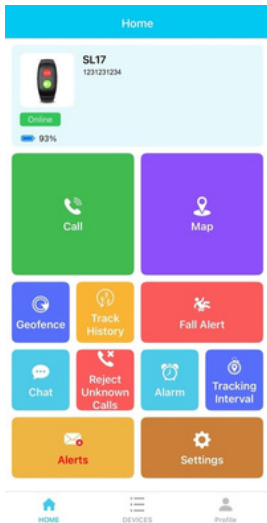 Home
SL17
1231231234
Online
93%
Call
Map
Geofence
Track
History
Fall Alert
Chat
Reject
Unknown
Calls
Alarm
Tracking
Interval
Alerts
Settings
HOME
DEVICES
Profile